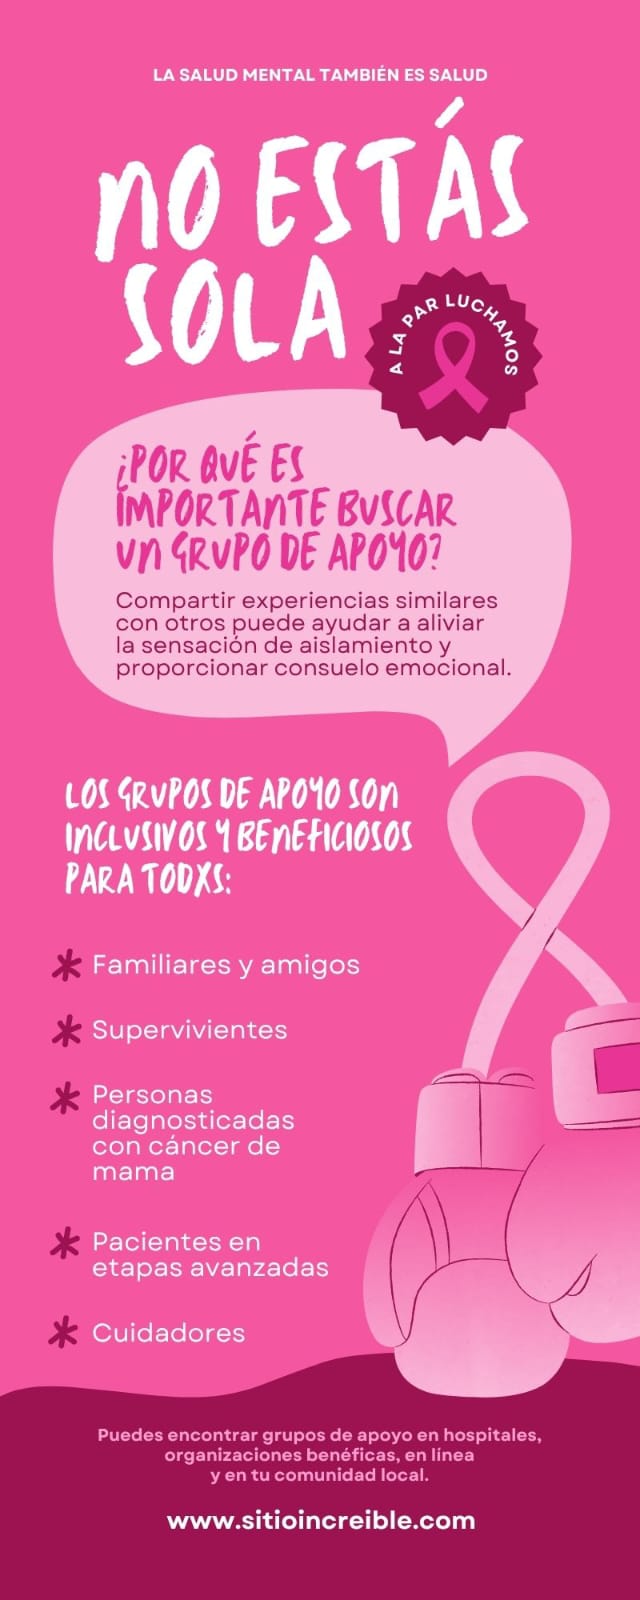 LA SALUD MENTAL TAMBIÉN ES SALUD
NO ESTÁS
SOLA
A LA PAR LUCHAMOS
¿POR QUÉ ES
IMPORTANTE BUSCAR
UN GRUPO DE APOYO?
Compartir experiencias similares
con otros puede ayudar a aliviar
la sensación de aislamiento y
proporcionar consuelo emocional.
LOS GRUPOS DE APOYO SON
INCLUSIVOS Y BENEFICIOSOS
PARA TODXS:
Familiares y amigos
Supervivientes
Personas
diagnosticadas
con cáncer de
mama
Pacientes en
etapas avanzadas
Cuidadores
Puedes encontrar grupos de apoyo en hospitales,
organizaciones benéficas, en línea
y en tu comunidad local.
www.sitioincreible.com